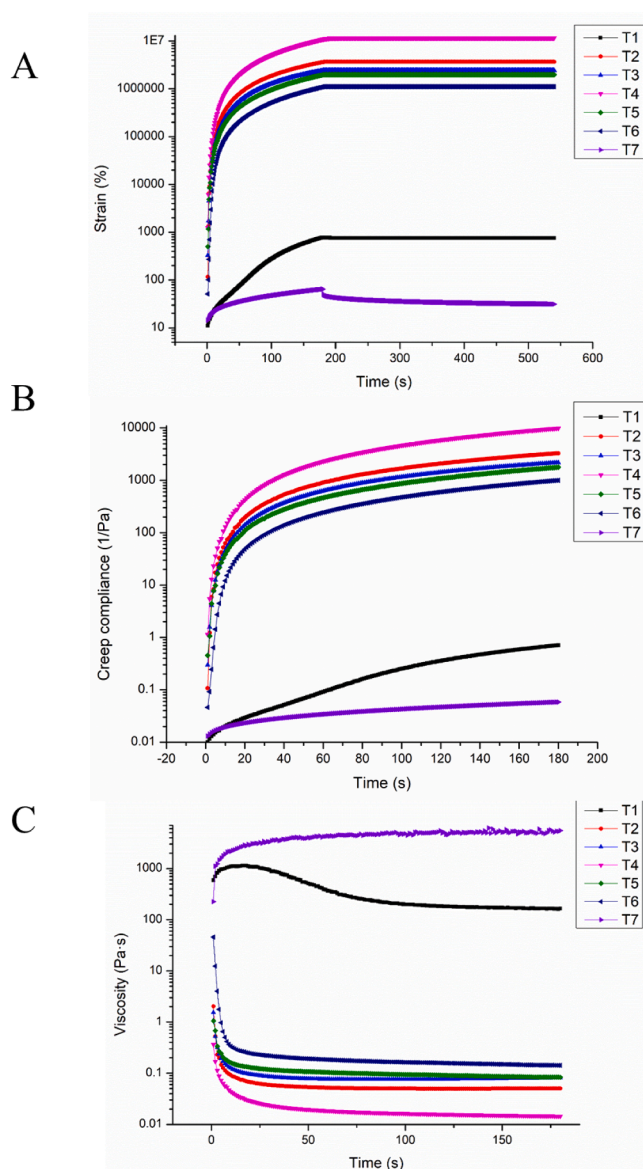 A
Strain (%)
1E7
1000000
100000
10000
1000
100
10
0 100 200 300 400 500 600
Time (s)
T1
T2
T3
T4
T5
T6
T7
B
Creep compliance (1/Pa)
10000
1000
100
10
1
0.1
0.01
-20 0 20 40 60 80 100 120 140 160 180 200
Time (s)
T1
T2
T3
T4
T5
T6
T7
C
Viscosity (Pa·s)
1000
100
10
1
0.1
0.01
0 50 100 150
Time (s)
T1
T2
T3
T4
T5
T6
T7